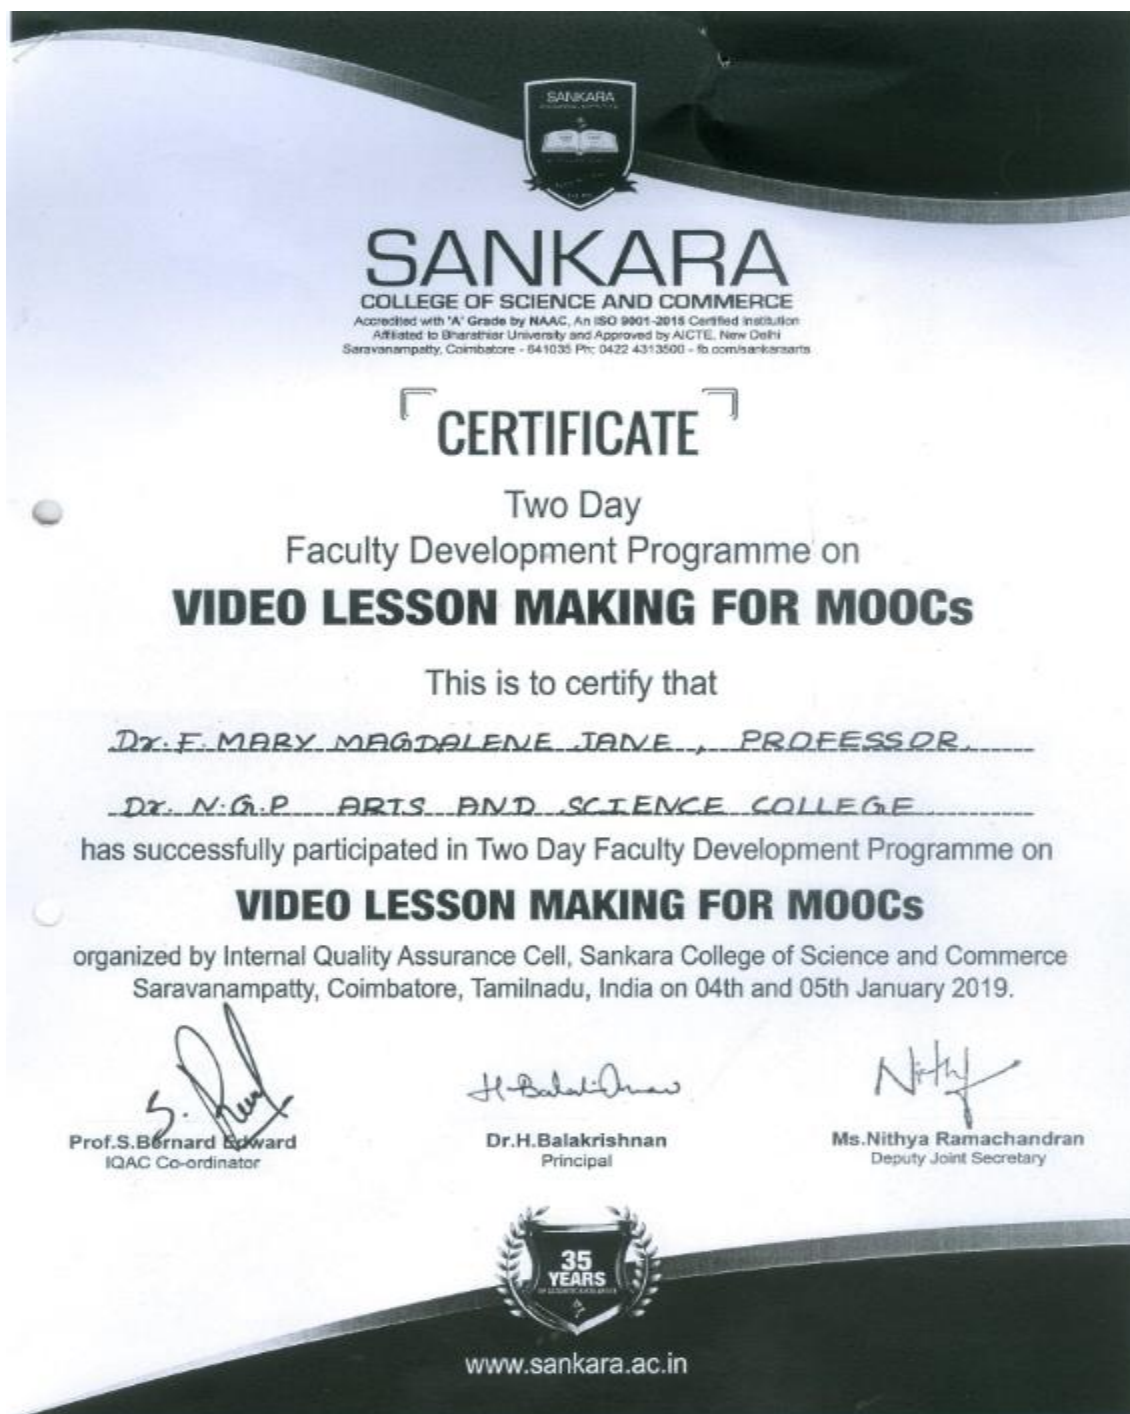 SANKARA
SANKARA
COLLEGE OF SCIENCE AND COMMERCE
Accredited with 'A' Grade by NAAC, An ISO 9001-2015 Certified Institution
Affiliated to Bharathiar University and Approved by AICTE, New Delhi
Saravanampatty, Coimbatore - 641035 Ph: 0422 4313500 - fb.com/sankaraarts
CERTIFICATE
Two Day
Faculty Development Programme on
VIDEO LESSON MAKING FOR MOOCs
This is to certify that
Dr. F. MARY MAGDALENE JANE, PROFESSOR,
Dr. N.G.P ARTS AND SCIENCE COLLEGE
has successfully participated in Two Day Faculty Development Programme on
VIDEO LESSON MAKING FOR MOOCs
organized by Internal Quality Assurance Cell, Sankara College of Science and Commerce
Saravanampatty, Coimbatore, Tamilnadu, India on 04th and 05th January 2019.
Prof.S.Bernard Edward
IQAC Co-ordinator
Dr.H.Balakrishnan
Principal
Ms.Nithya Ramachandran
Deputy Joint Secretary
35
YEARS
www.sankara.ac.in